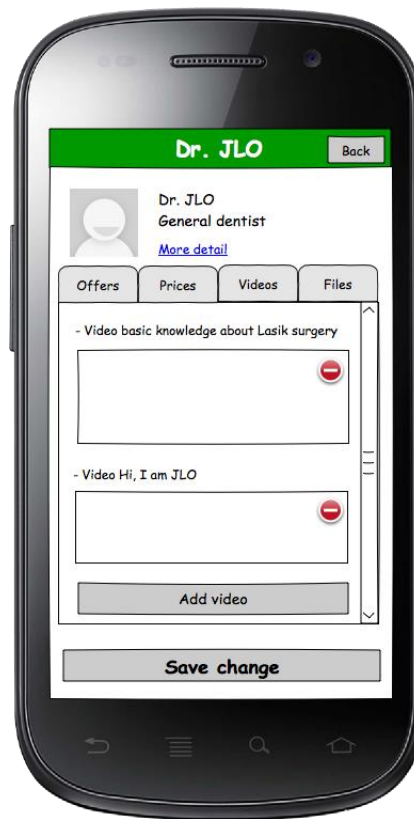 Dr. JLO
Back
Dr. JLO
General dentist
More detail
Offers
Prices
Videos
Files
- Video basic knowledge about Lasik surgery
- Video Hi, I am JLO
Add video
Save change